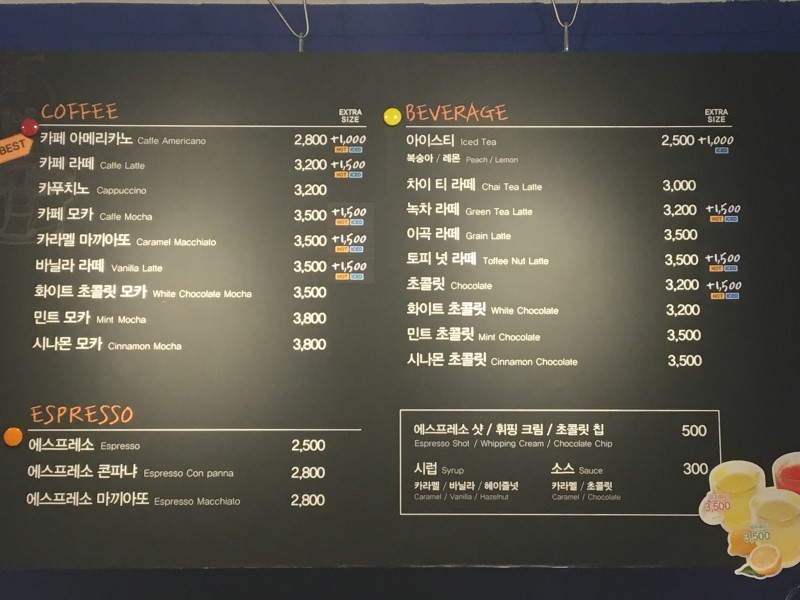 COFFEE
EXTRA SIZE
BEST
카페 아메리카노 Caffe Americano 2,800 +1,000
HOT ICED
카페 라떼 Caffe Latte 3,200 +1,500
HOT ICED
카푸치노 Cappuccino 3,200
카페 모카 Caffe Mocha 3,500 +1,500
HOT ICED
카라멜 마끼아또 Caramel Macchiato 3,500 +1,500
HOT ICED
바닐라 라떼 Vanilla Latte 3,500 +1,500
HOT ICED
화이트 초콜릿 모카 White Chocolate Mocha 3,500
민트 모카 Mint Mocha 3,800
시나몬 모카 Cinnamon Mocha 3,800
ESPRESSO
에스프레소 Espresso 2,500
에스프레소 콘파냐 Espresso Con panna 2,800
에스프레소 마끼아또 Espresso Macchiato 2,800
BEVERAGE
EXTRA SIZE
아이스티 Iced Tea 2,500 +1,000
ICED
복숭아 / 레몬 Peach / Lemon
차이 티 라떼 Chai Tea Latte 3,000
녹차 라떼 Green Tea Latte 3,200 +1,500
HOT ICED
이곡 라떼 Grain Latte 3,500
토피 넛 라떼 Toffee Nut Latte 3,500 +1,500
HOT ICED
초콜릿 Chocolate 3,200 +1,500
HOT ICED
화이트 초콜릿 White Chocolate 3,200
민트 초콜릿 Mint Chocolate 3,500
시나몬 초콜릿 Cinnamon Chocolate 3,500
에스프레소 샷 / 휘핑 크림 / 초콜릿 칩 500
Espresso Shot / Whipping Cream / Chocolate Chip
시럽 Syrup 소스 Sauce 300
카라멜 / 바닐라 / 헤이즐넛 카라멜 / 초콜릿
Caramel / Vanilla / Hazelnut Caramel / Chocolate
3,500
3,500